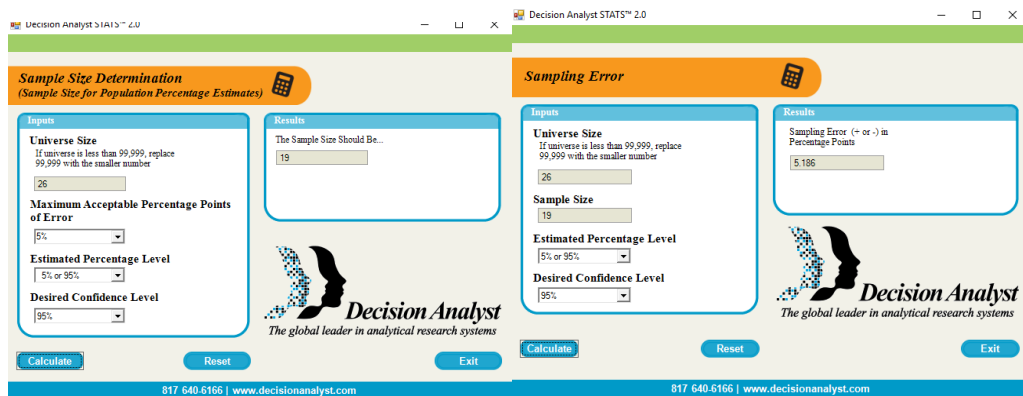 Decision Analyst STATS™ 2.0
Sample Size Determination
(Sample Size for Population Percentage Estimates)
Inputs
Universe Size
If universe is less than 99,999, replace
99,999 with the smaller number
26
Maximum Acceptable Percentage Points
of Error
5%
Estimated Percentage Level
5% or 95%
Desired Confidence Level
95%
Results
The Sample Size Should Be...
19
Decision Analyst
The global leader in analytical research systems
Calculate
Reset
Exit
817 640-6166 | www.decisionanalyst.com
Decision Analyst STATS™ 2.0
Sampling Error
Inputs
Universe Size
If universe is less than 99,999, replace
99,999 with the smaller number
26
Sample Size
19
Estimated Percentage Level
5% or 95%
Desired Confidence Level
95%
Results
Sampling Error (+ or -) in
Percentage Points
5.186
Decision Analyst
The global leader in analytical research systems
Calculate
Reset
Exit
817 640-6166 | www.decisionanalyst.com